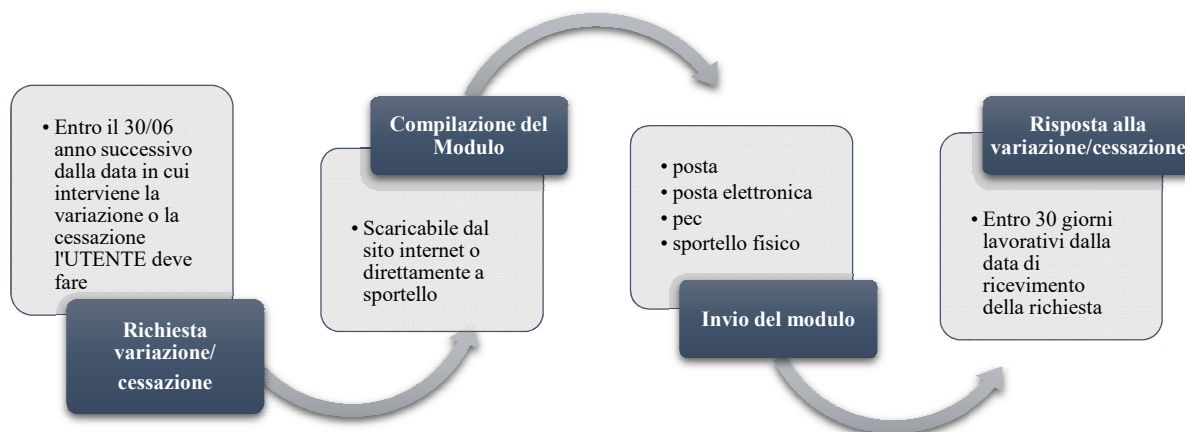 • Entro il 30/06
anno successivo
dalla data in cui
interviene la
variazione o la
cessazione
l'UTENTE deve
fare
Richiesta
variazione/
cessazione
Compilazione del
Modulo
• Scaricabile dal
sito internet o
direttamente a
sportello
• posta
• posta elettronica
• pec
• sportello fisico
Invio del modulo
Risposta alla
variazione/cessazione
• Entro 30 giorni
lavorativi dalla
data di
ricevimento
della richiesta